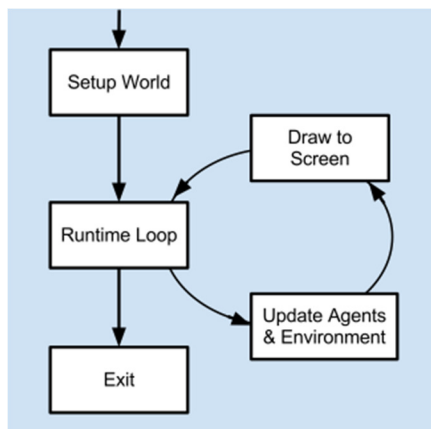 Setup World
Draw to
Screen
Runtime Loop
Update Agents
& Environment
Exit